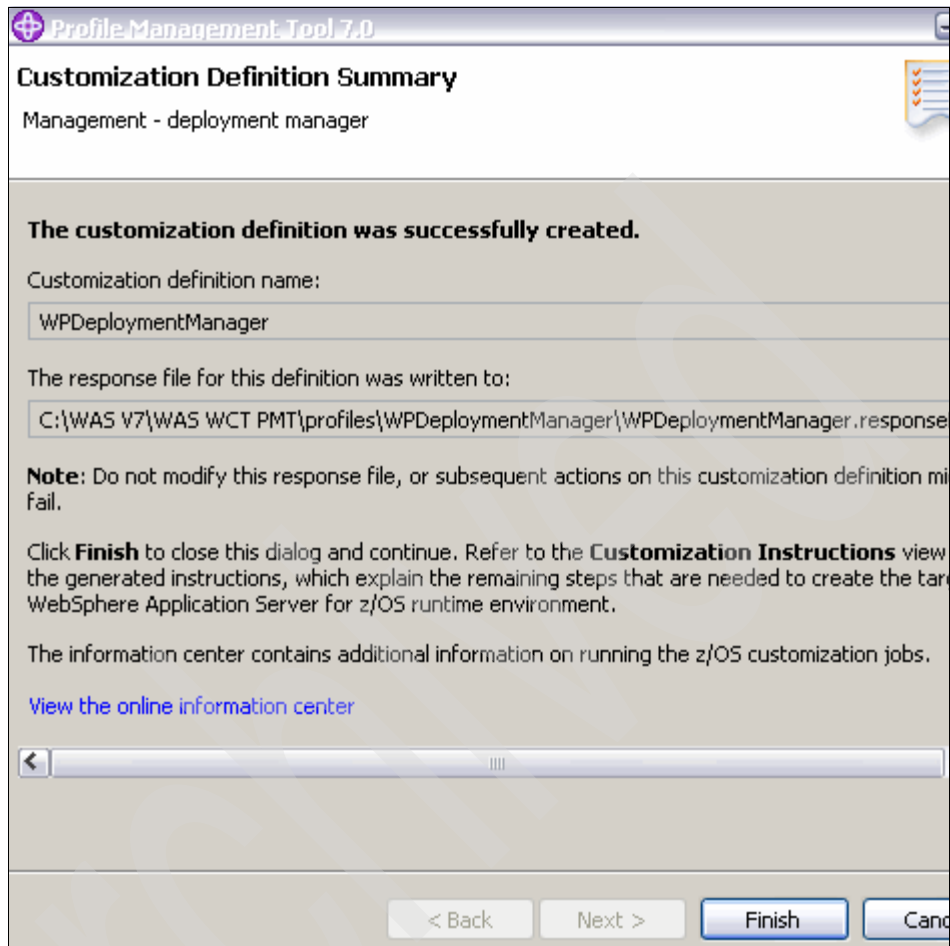 Profile Management Tool 7.0
Customization Definition Summary
Management - deployment manager
The customization definition was successfully created.
Customization definition name:
WPDeploymentManager
The response file for this definition was written to:
C:\WAS V7\WAS WCT PMT\profiles\WPDeploymentManager\WPDeploymentManager.response
Note: Do not modify this response file, or subsequent actions on this customization definition mi
fail.
Click Finish to close this dialog and continue. Refer to the Customization Instructions view
the generated instructions, which explain the remaining steps that are needed to create the tar
WebSphere Application Server for z/OS runtime environment.
The information center contains additional information on running the z/OS customization jobs.
View the online information center
< Back Next > Finish Canc